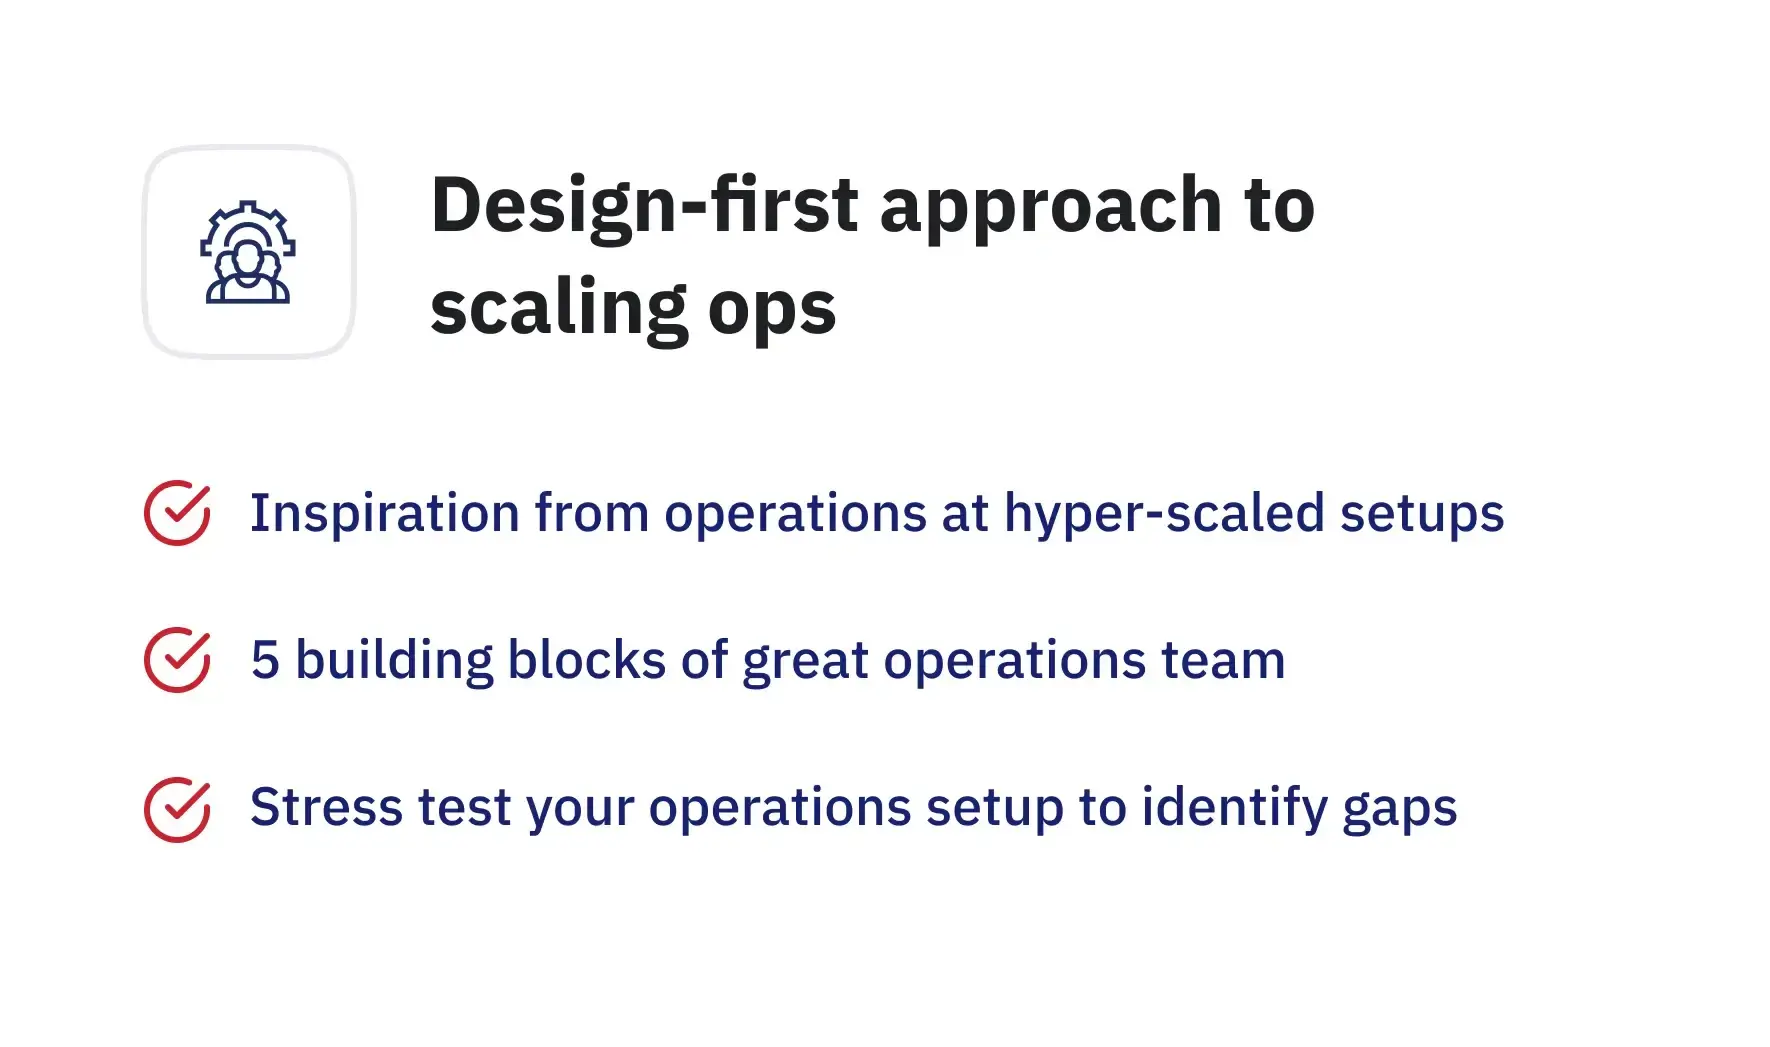 Design-first approach to
scaling ops
Inspiration from operations at hyper-scaled setups
5 building blocks of great operations team
Stress test your operations setup to identify gaps